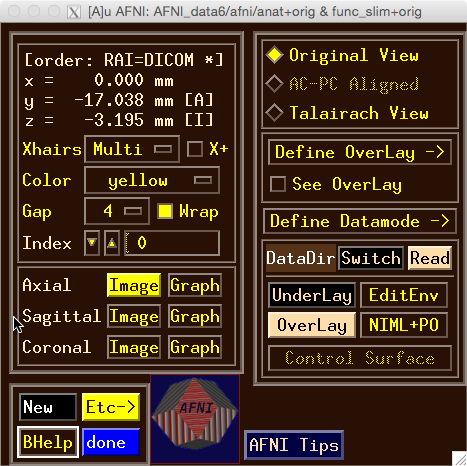 [A]u AFNI: AFNI_data6/afni/anat+orig & func_slim+orig
[order: RAI=DICOM *]
x = 0.000 mm
y = -17.038 mm [A]
z = -3.195 mm [I]
Xhairs Multi X+
Color yellow
Gap 4 Wrap
Index 0
Axial Image Graph
Sagittal Image Graph
Coronal Image Graph
New Etc->
BHelp done
AFNI
Original View
AC-PC Aligned
Talairach View
Define OverLay ->
See OverLay
Define Datamode ->
DataDir Switch Read
UnderLay EditEnv
OverLay NIML+PO
Control Surface
AFNI Tips